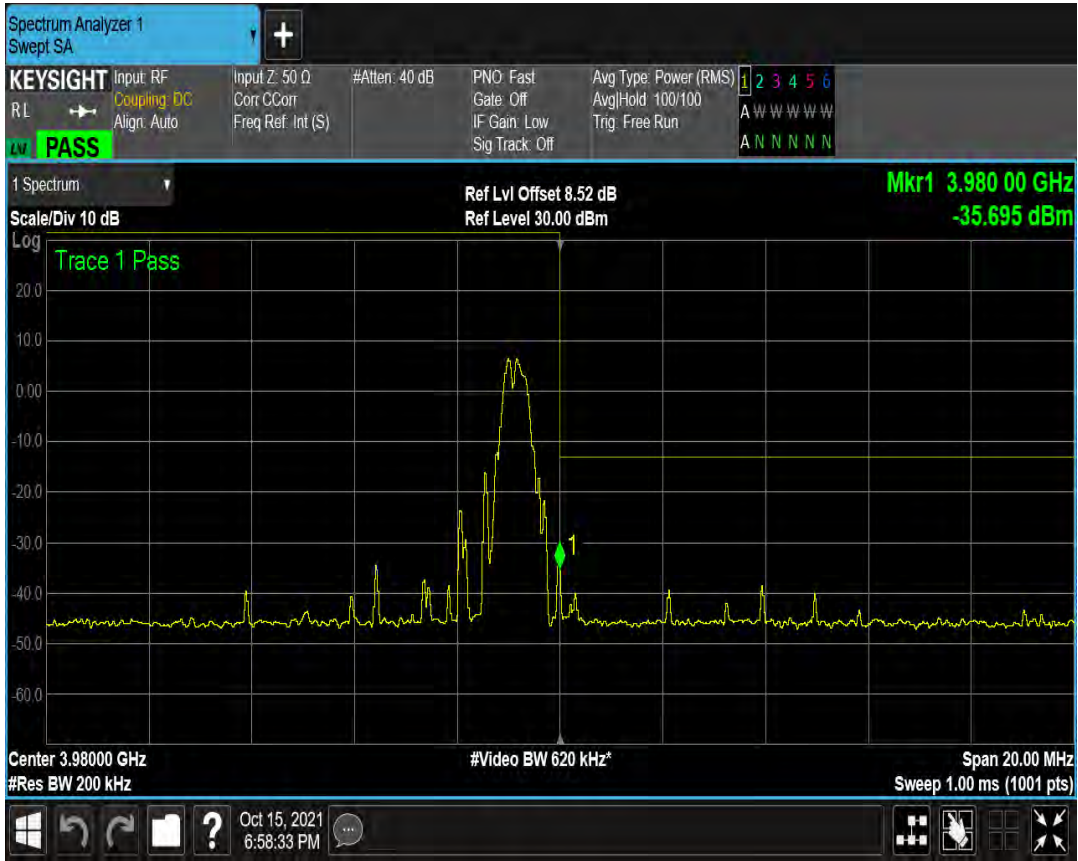 Spectrum Analyzer 1
Swept SA
+
KEYSIGHT
RL
LXI PASS
Input: RF
Coupling: DC
Align: Auto
Input Z: 50 Ω
Corr CCorr
Freq Ref: Int (S)
#Atten: 40 dB
PNO: Fast
Gate: Off
IF Gain: Low
Sig Track: Off
Avg Type: Power (RMS)
Avg|Hold: 100/100
Trig: Free Run
1 2 3 4 5 6
A W W W W W
A N N N N N
1 Spectrum
Scale/Div 10 dB
Ref Lvl Offset 8.52 dB
Ref Level 30.00 dBm
Mkr1 3.980 00 GHz
-35.695 dBm
Log
Trace 1 Pass
20.0
10.0
0.00
-10.0
-20.0
-30.0
1
-40.0
-50.0
-60.0
Center 3.98000 GHz
#Res BW 200 kHz
#Video BW 620 kHz*
Span 20.00 MHz
Sweep 1.00 ms (1001 pts)
?
Oct 15, 2021
6:58:33 PM